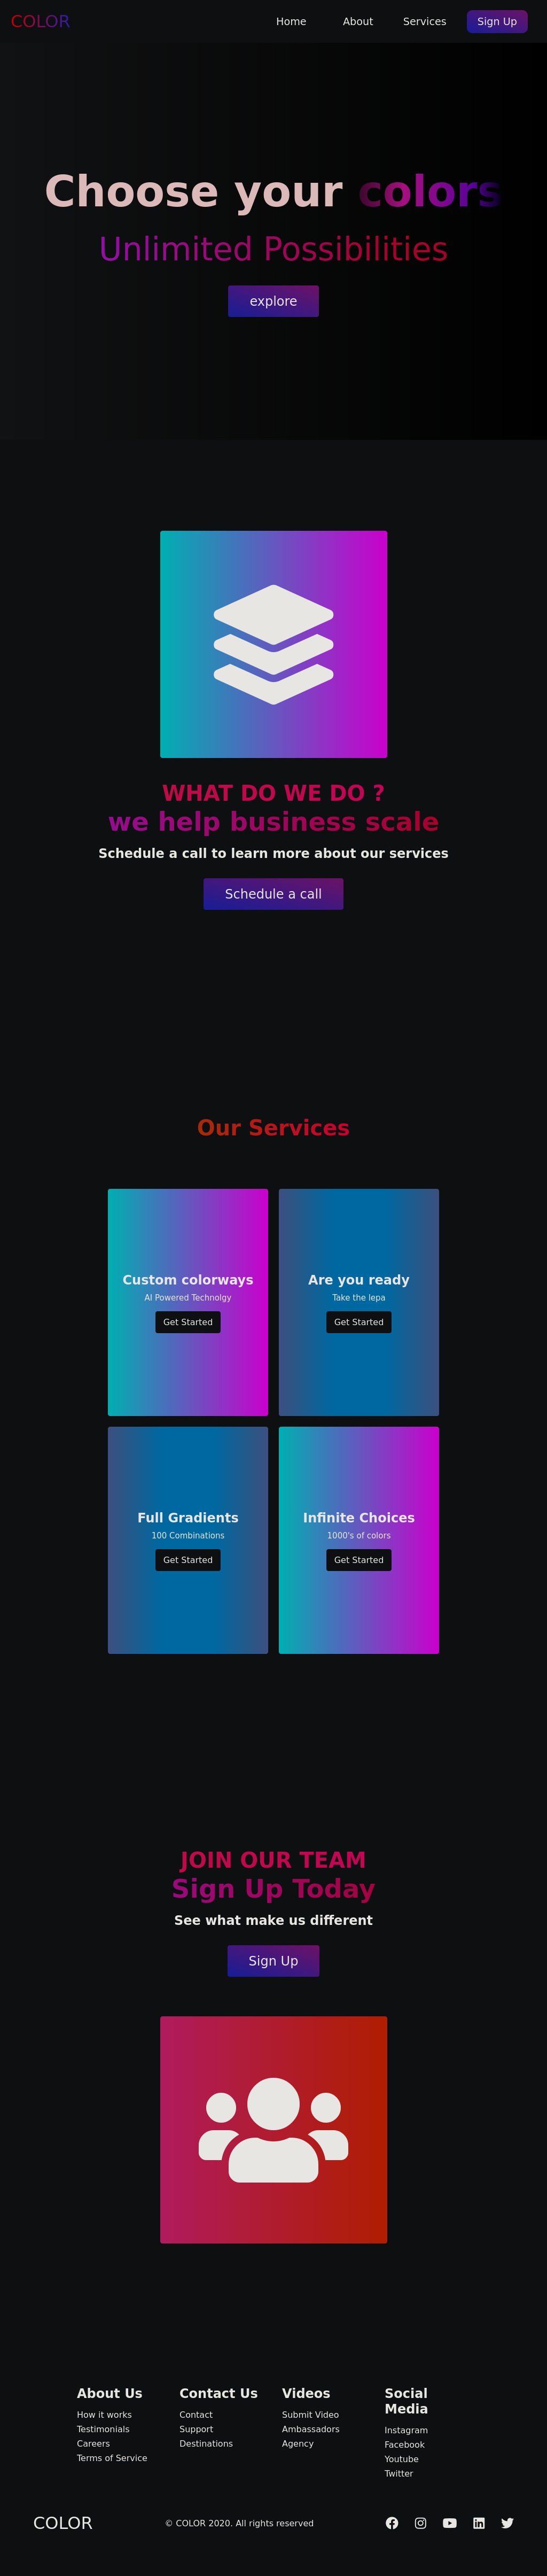 COLOR
Home
About
Services
Sign Up
Choose your colors
Unlimited Possibilities
explore
WHAT DO WE DO ?
we help business scale
Schedule a call to learn more about our services
Schedule a call
Our Services
Custom colorways
AI Powered Technolgy
Get Started
Are you ready
Take the lepa
Get Started
Full Gradients
100 Combinations
Get Started
Infinite Choices
1000's of colors
Get Started
JOIN OUR TEAM
Sign Up Today
See what make us different
Sign Up
About Us
How it works
Testimonials
Careers
Terms of Service
Contact Us
Contact
Support
Destinations
Videos
Submit Video
Ambassadors
Agency
Social
Media
Instagram
Facebook
Youtube
Twitter
COLOR
© COLOR 2020. All rights reserved